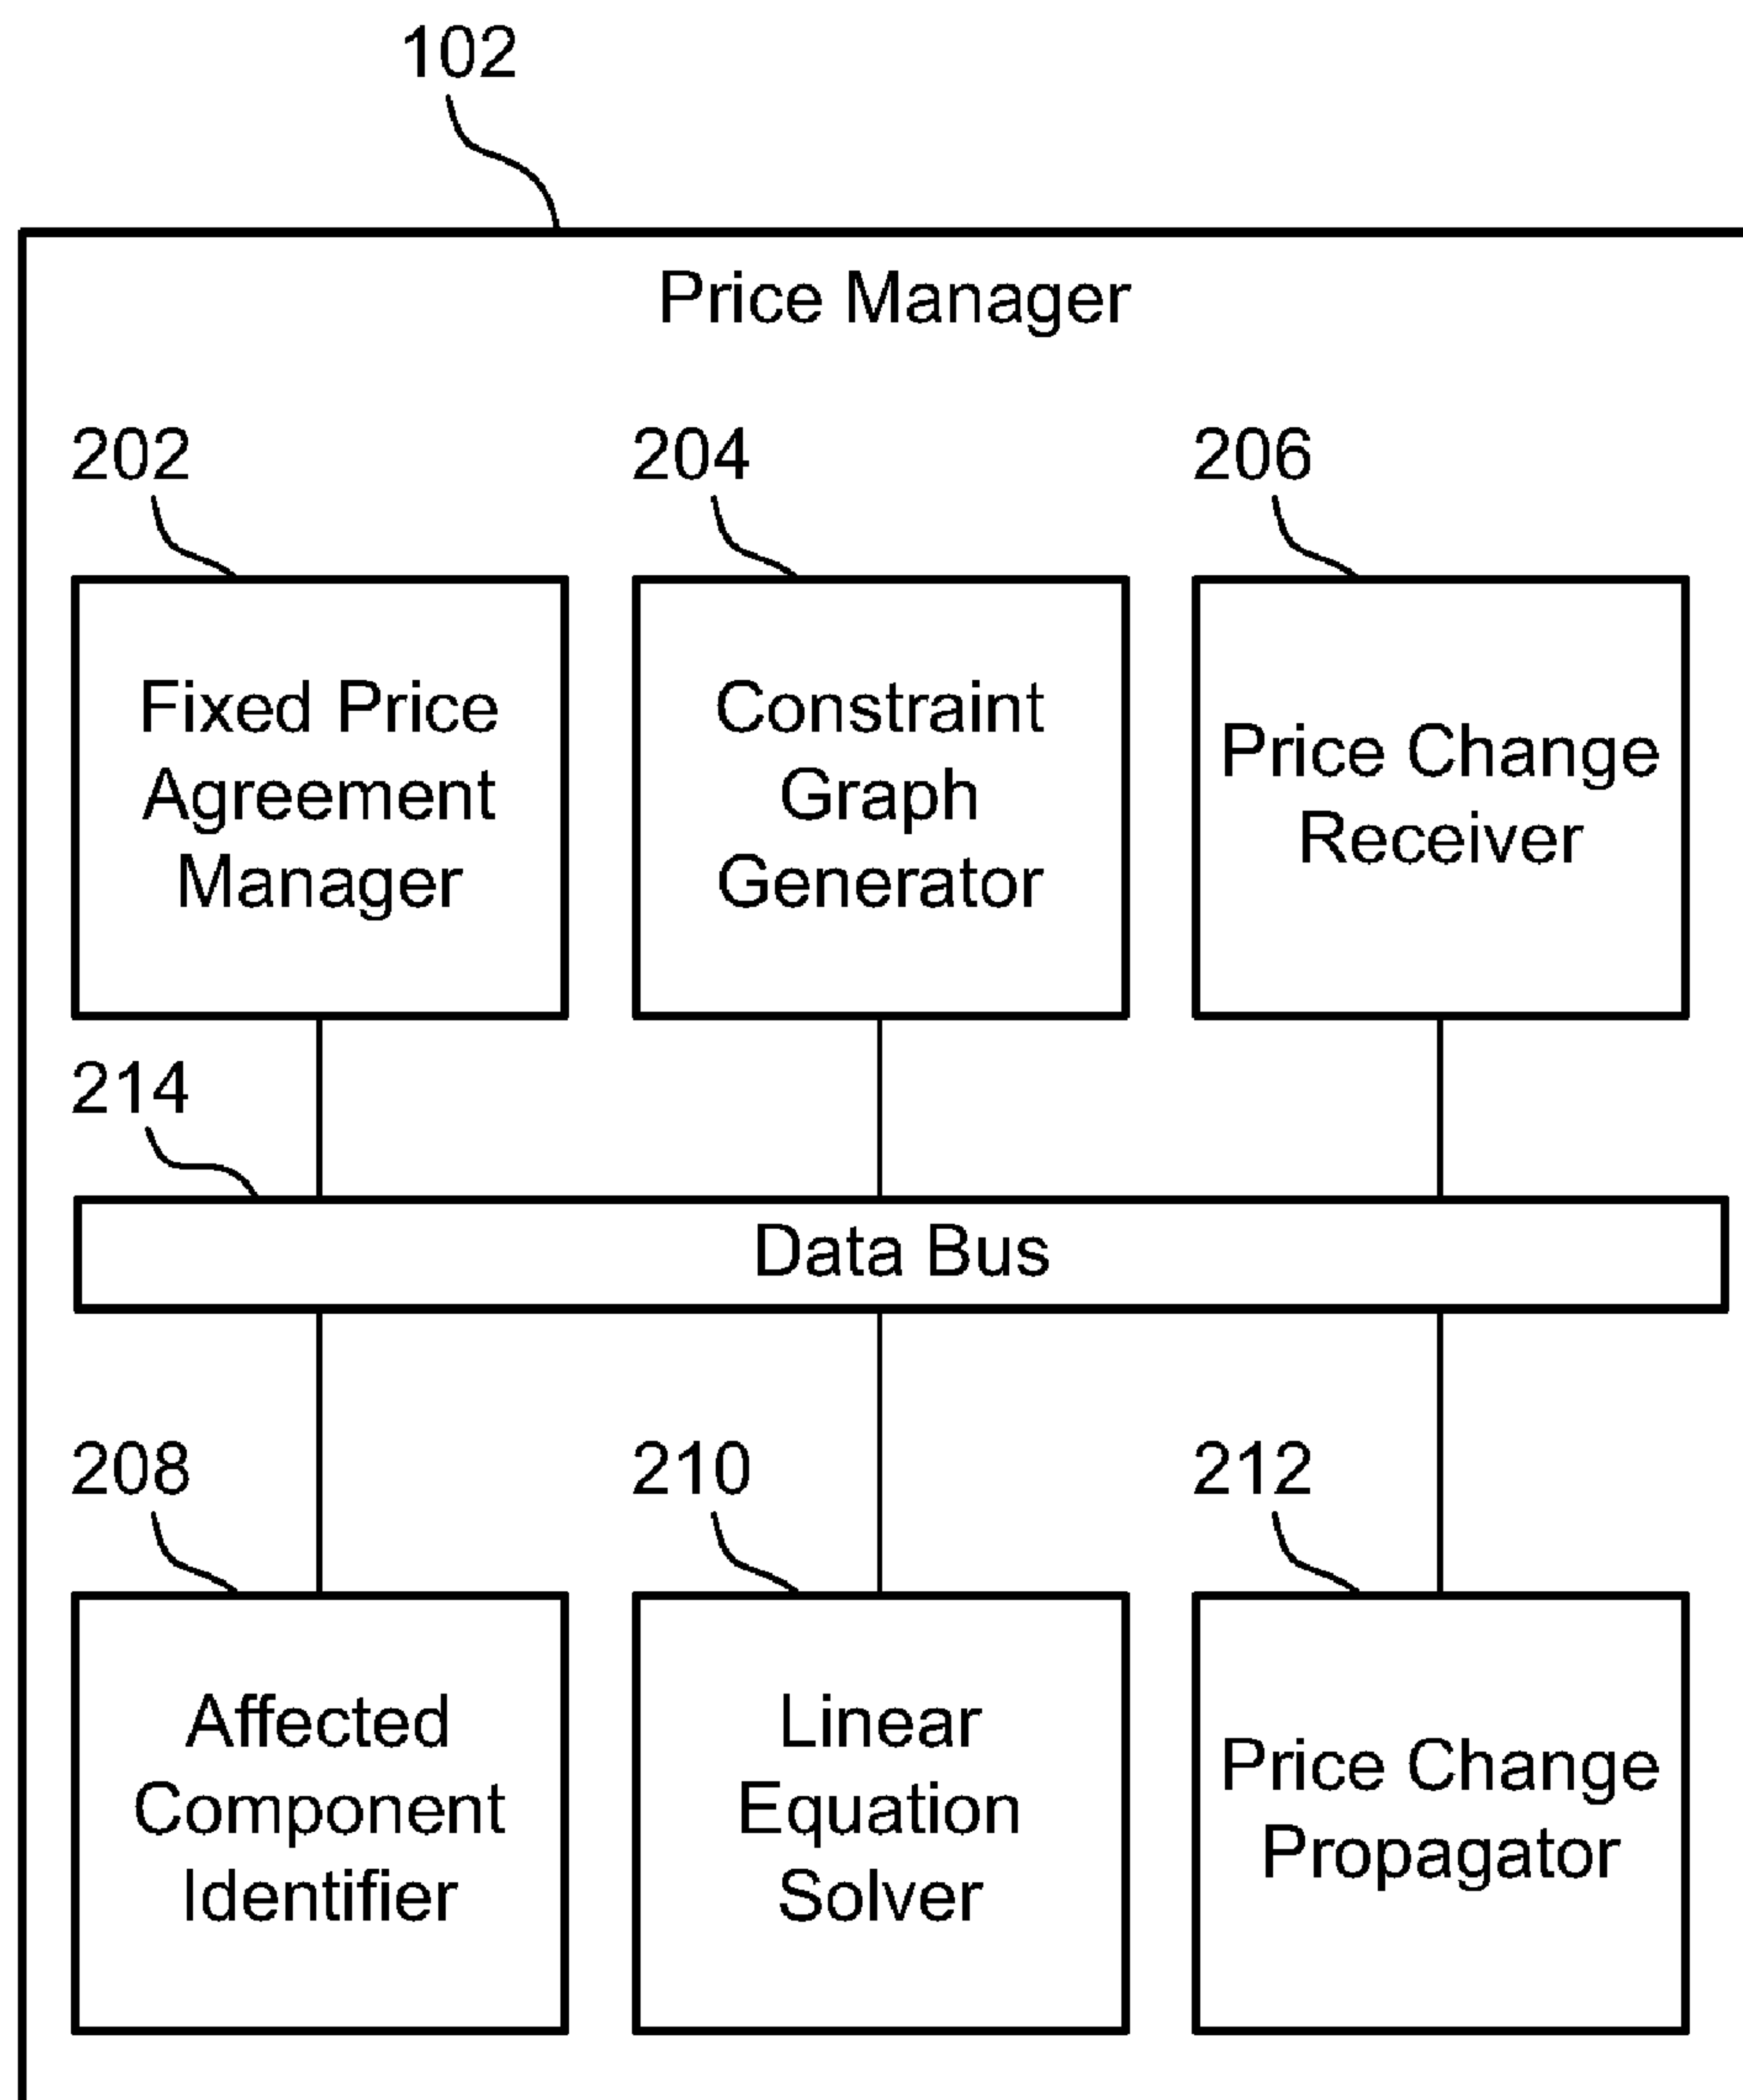 102
Price Manager
202
204
206
Fixed Price
Agreement
Manager
Constraint
Graph
Generator
Price Change
Receiver
214
Data Bus
208
210
212
Affected
Component
Identifier
Linear
Equation
Solver
Price Change
Propagator